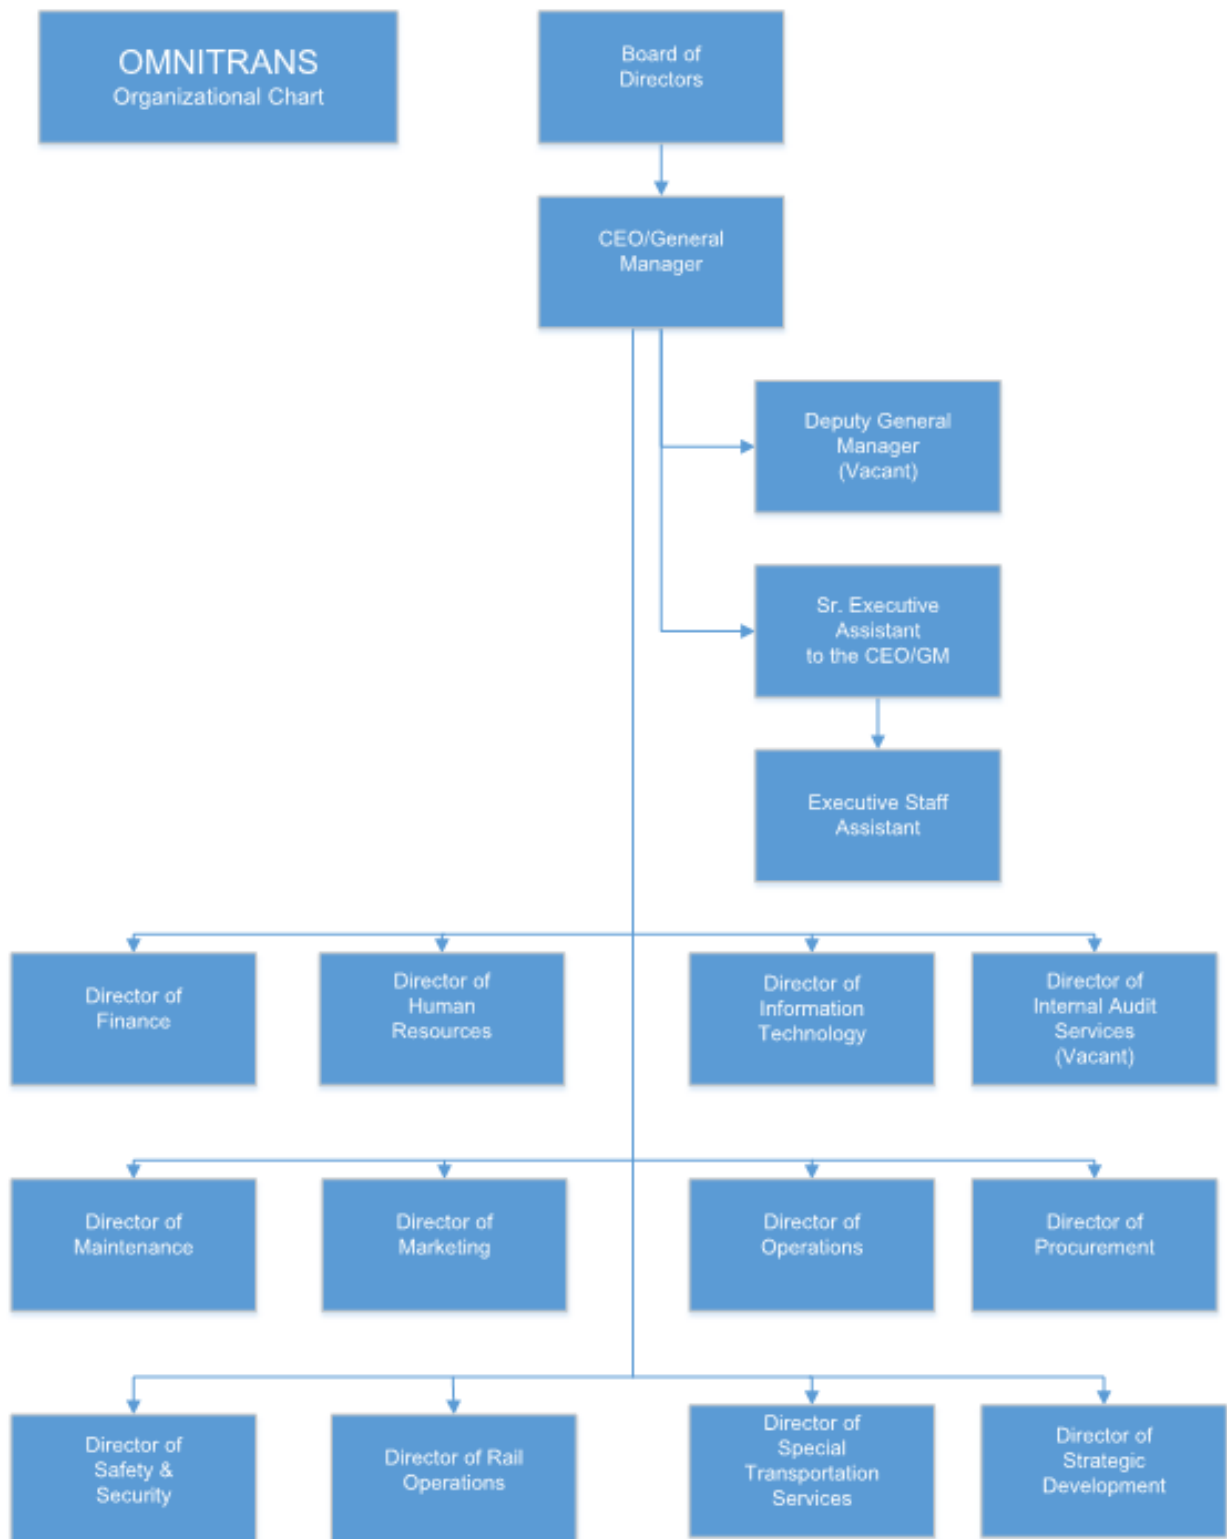 OMNITRANS
Organizational Chart
Board of
Directors
CEO/General
Manager
Deputy General
Manager
(Vacant)
Sr. Executive
Assistant
to the CEO/GM
Executive Staff
Assistant
Director of
Finance
Director of
Human
Resources
Director of
Information
Technology
Director of
Internal Audit
Services
(Vacant)
Director of
Maintenance
Director of
Marketing
Director of
Operations
Director of
Procurement
Director of
Safety &
Security
Director of Rail
Operations
Director of
Special
Transportation
Services
Director of
Strategic
Development